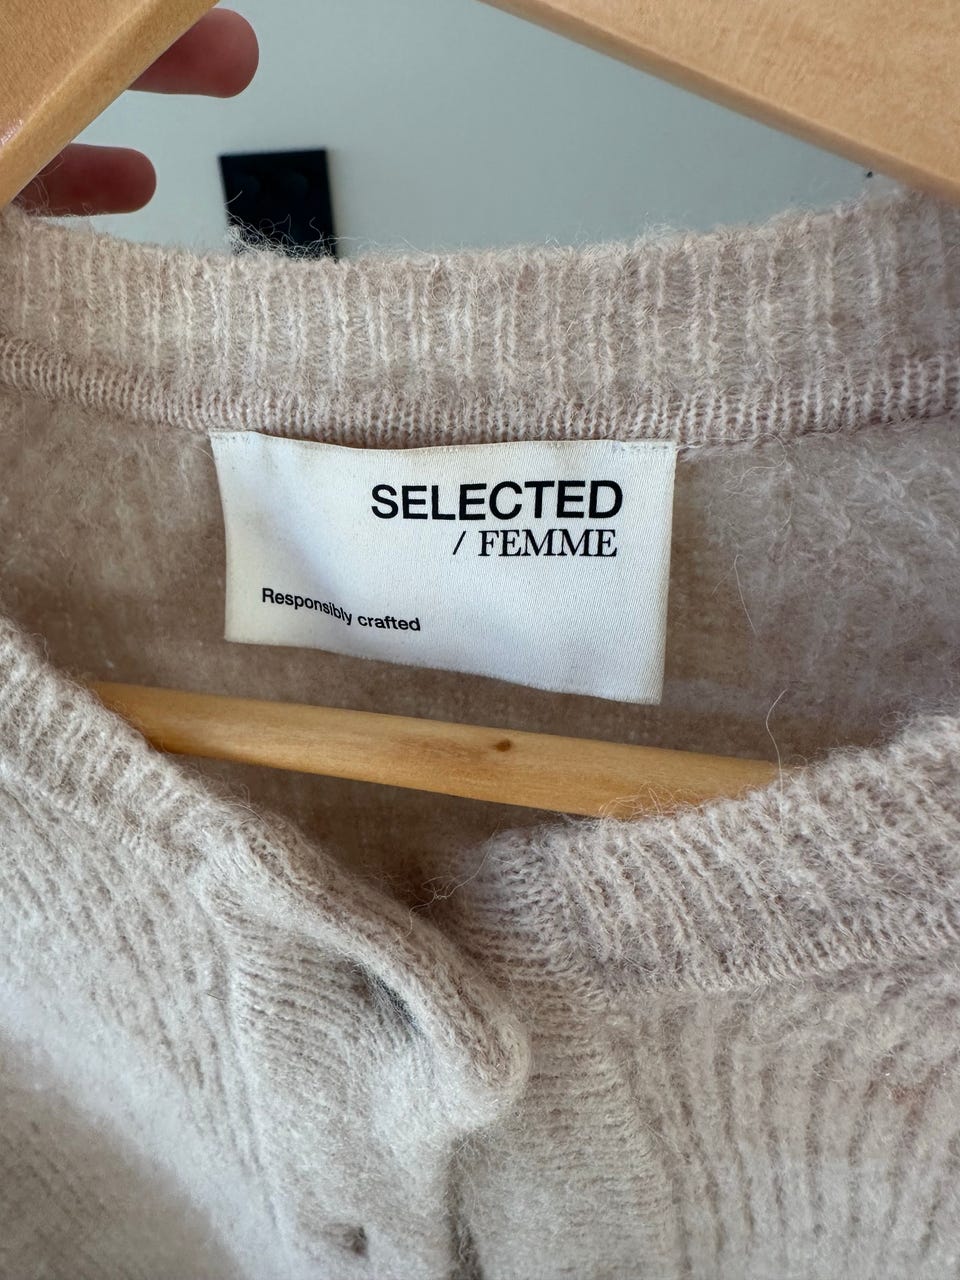 SELECTED
/ FEMME
Responsibly crafted